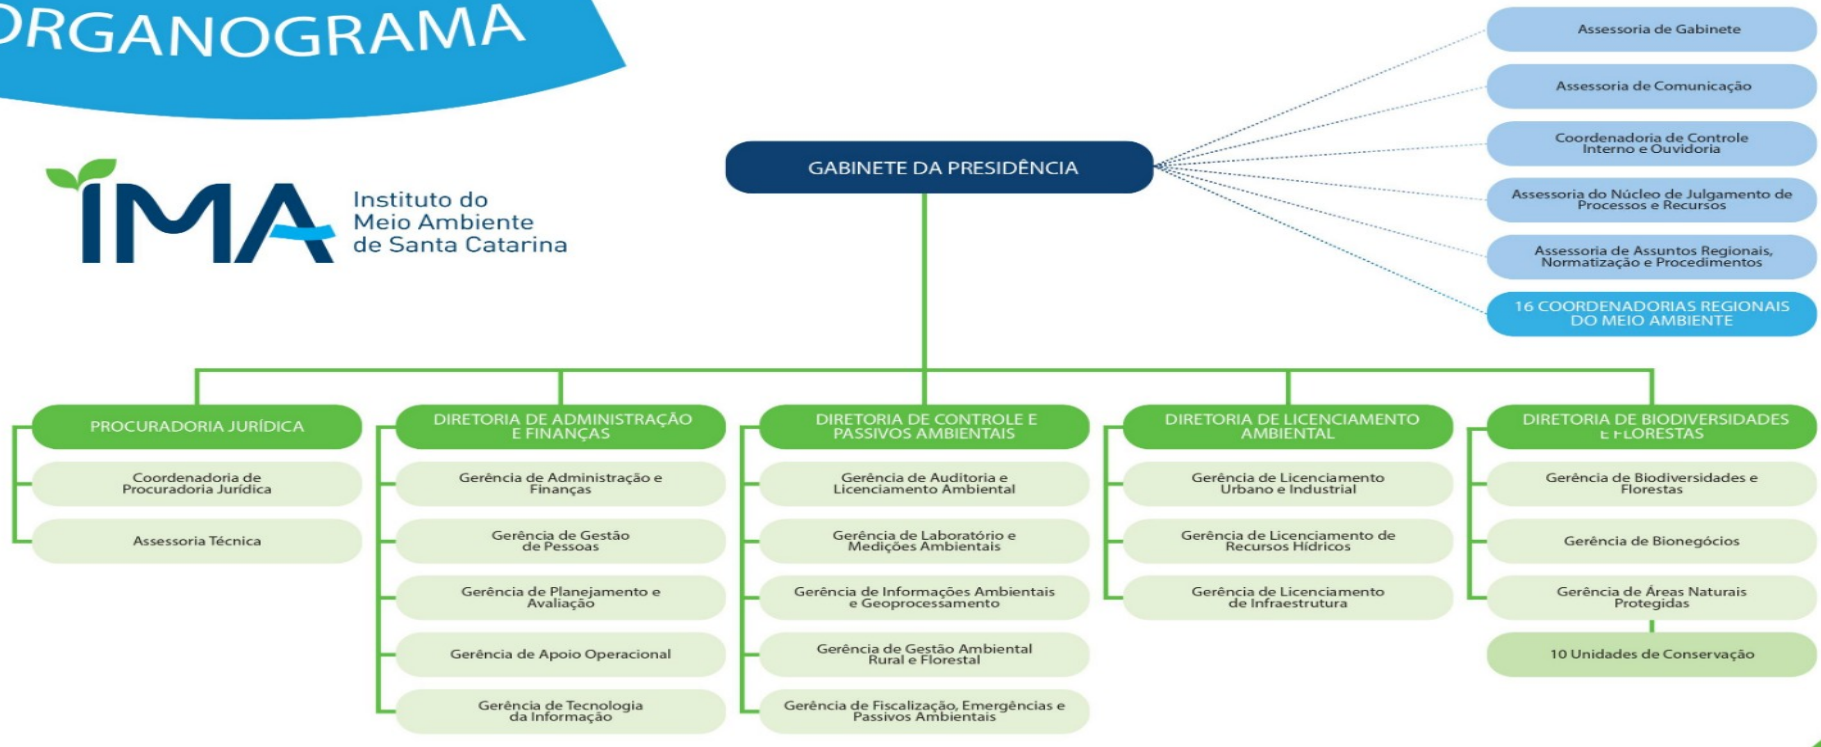 ORGANOGRAMA
IMA
Instituto do
Meio Ambiente
de Santa Catarina
GABINETE DA PRESIDÊNCIA
Assessoria de Gabinete
Assessoria de Comunicação
Coordenadoria de Controle
Interno e Ouvidoria
Assessoria do Núcleo de Julgamento de
Processos e Recursos
Assessoria de Assuntos Regionais,
Normatização e Procedimentos
16 COORDENADORIAS REGIONAIS
DO MEIO AMBIENTE
PROCURADORIA JURÍDICA
Coordenadoria de
Procuradoria Jurídica
Assessoria Técnica
DIRETORIA DE ADMINISTRAÇÃO
E FINANÇAS
Gerência de Administração e
Finanças
Gerência de Gestão
de Pessoas
Gerência de Planejamento e
Avaliação
Gerência de Apoio Operacional
Gerência de Tecnologia
da Informação
DIRETORIA DE CONTROLE E
PASSIVOS AMBIENTAIS
Gerência de Auditoria e
Licenciamento Ambiental
Gerência de Laboratório e
Medições Ambientais
Gerência de Informações Ambientais
e Geoprocessamento
Gerência de Gestão Ambiental
Rural e Florestal
Gerência de Fiscalização, Emergências e
Passivos Ambientais
DIRETORIA DE LICENCIAMENTO
AMBIENTAL
Gerência de Licenciamento
Urbano e Industrial
Gerência de Licenciamento de
Recursos Hídricos
Gerência de Licenciamento
de Infraestrutura
DIRETORIA DE BIODIVERSIDADES
E FLORESTAS
Gerência de Biodiversidades e
Florestas
Gerência de Bionegócios
Gerência de Áreas Naturais
Protegidas
10 Unidades de Conservação